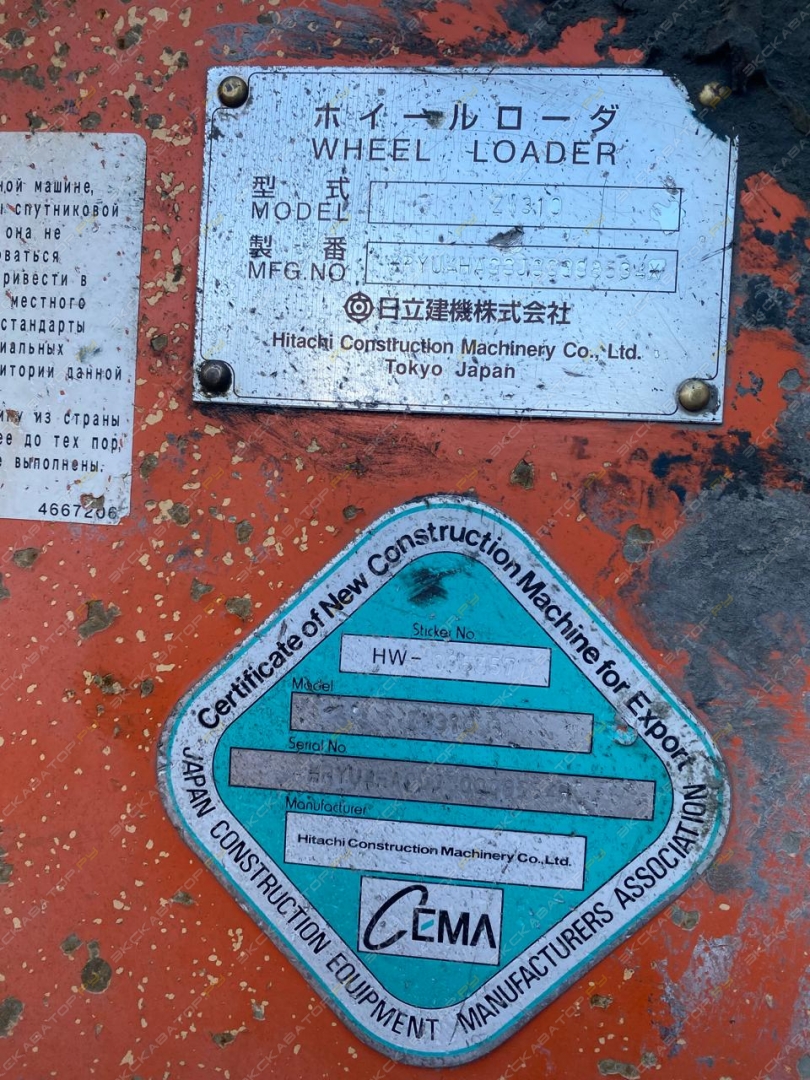 ной машине,
спутниковой
она не
оваться
ривести в
местного
стандарты
иальных
итории данной
из страны
ее до тех пор,
выполнены.
4667206
ホイールローダ
WHEEL LOADER
型式
MODEL
製番
MFG.NO
日立建機株式会社
Hitachi Construction Machinery Co., Ltd.
Tokyo Japan
Certificate of New Construction Machine for Export
Sticker No
HW-
Model
Serial No
Manufacturer
Hitachi Construction Machinery Co.,Ltd.
CEMA
JAPAN CONSTRUCTION EQUIPMENT MANUFACTURERS ASSOCIATION